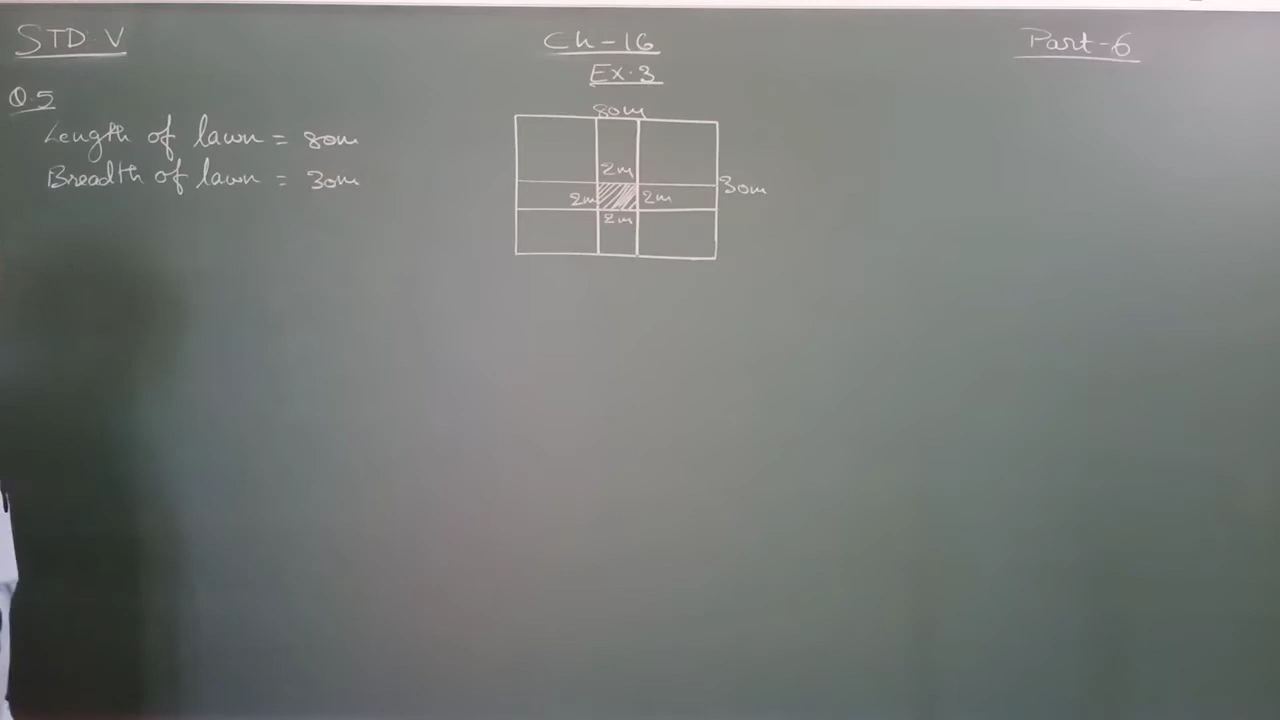 STD V
Ch-16
Part-6
Ex.3
Q.5
Length of lawn = 80m
Breadth of lawn = 30m
80m
2m
30m
2m
2m
2m